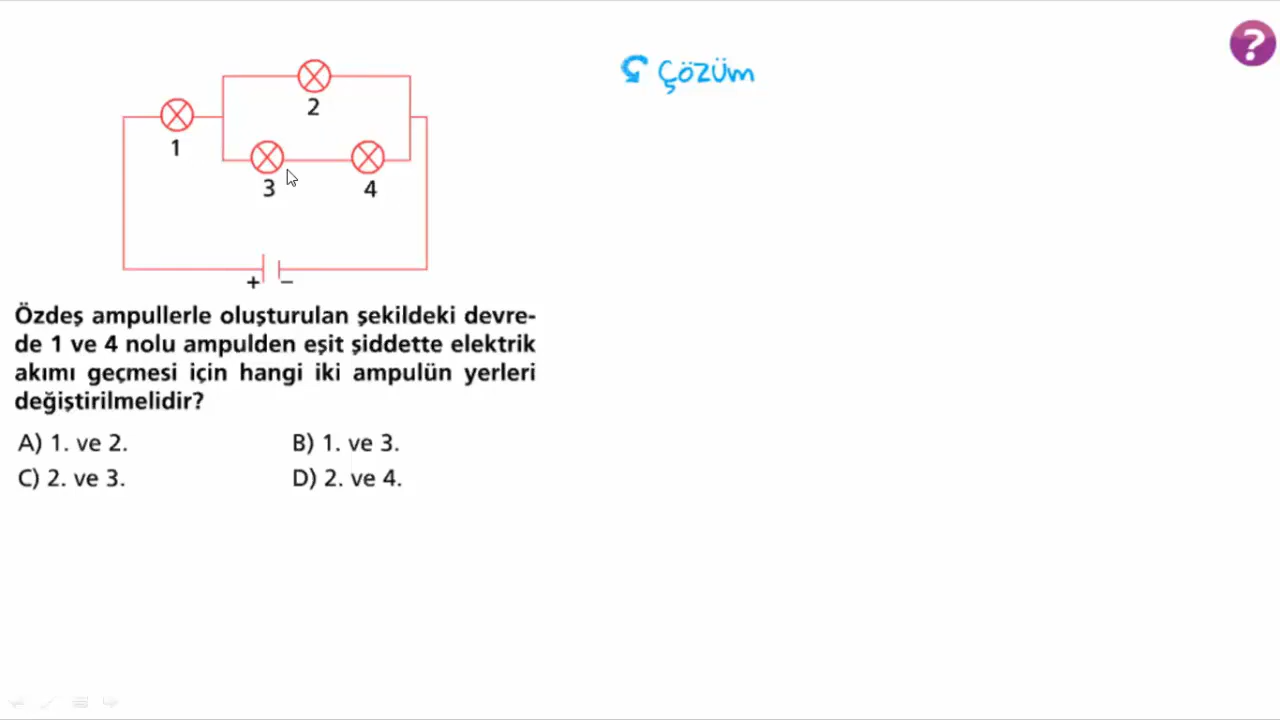 ?
Çözüm
2
1
3
4
+ −
Özdeş ampullerle oluşturulan şekildeki devre-
de 1 ve 4 nolu ampulden eşit şiddette elektrik
akımı geçmesi için hangi iki ampulün yerleri
değiştirilmelidir?
A) 1. ve 2.
B) 1. ve 3.
C) 2. ve 3.
D) 2. ve 4.